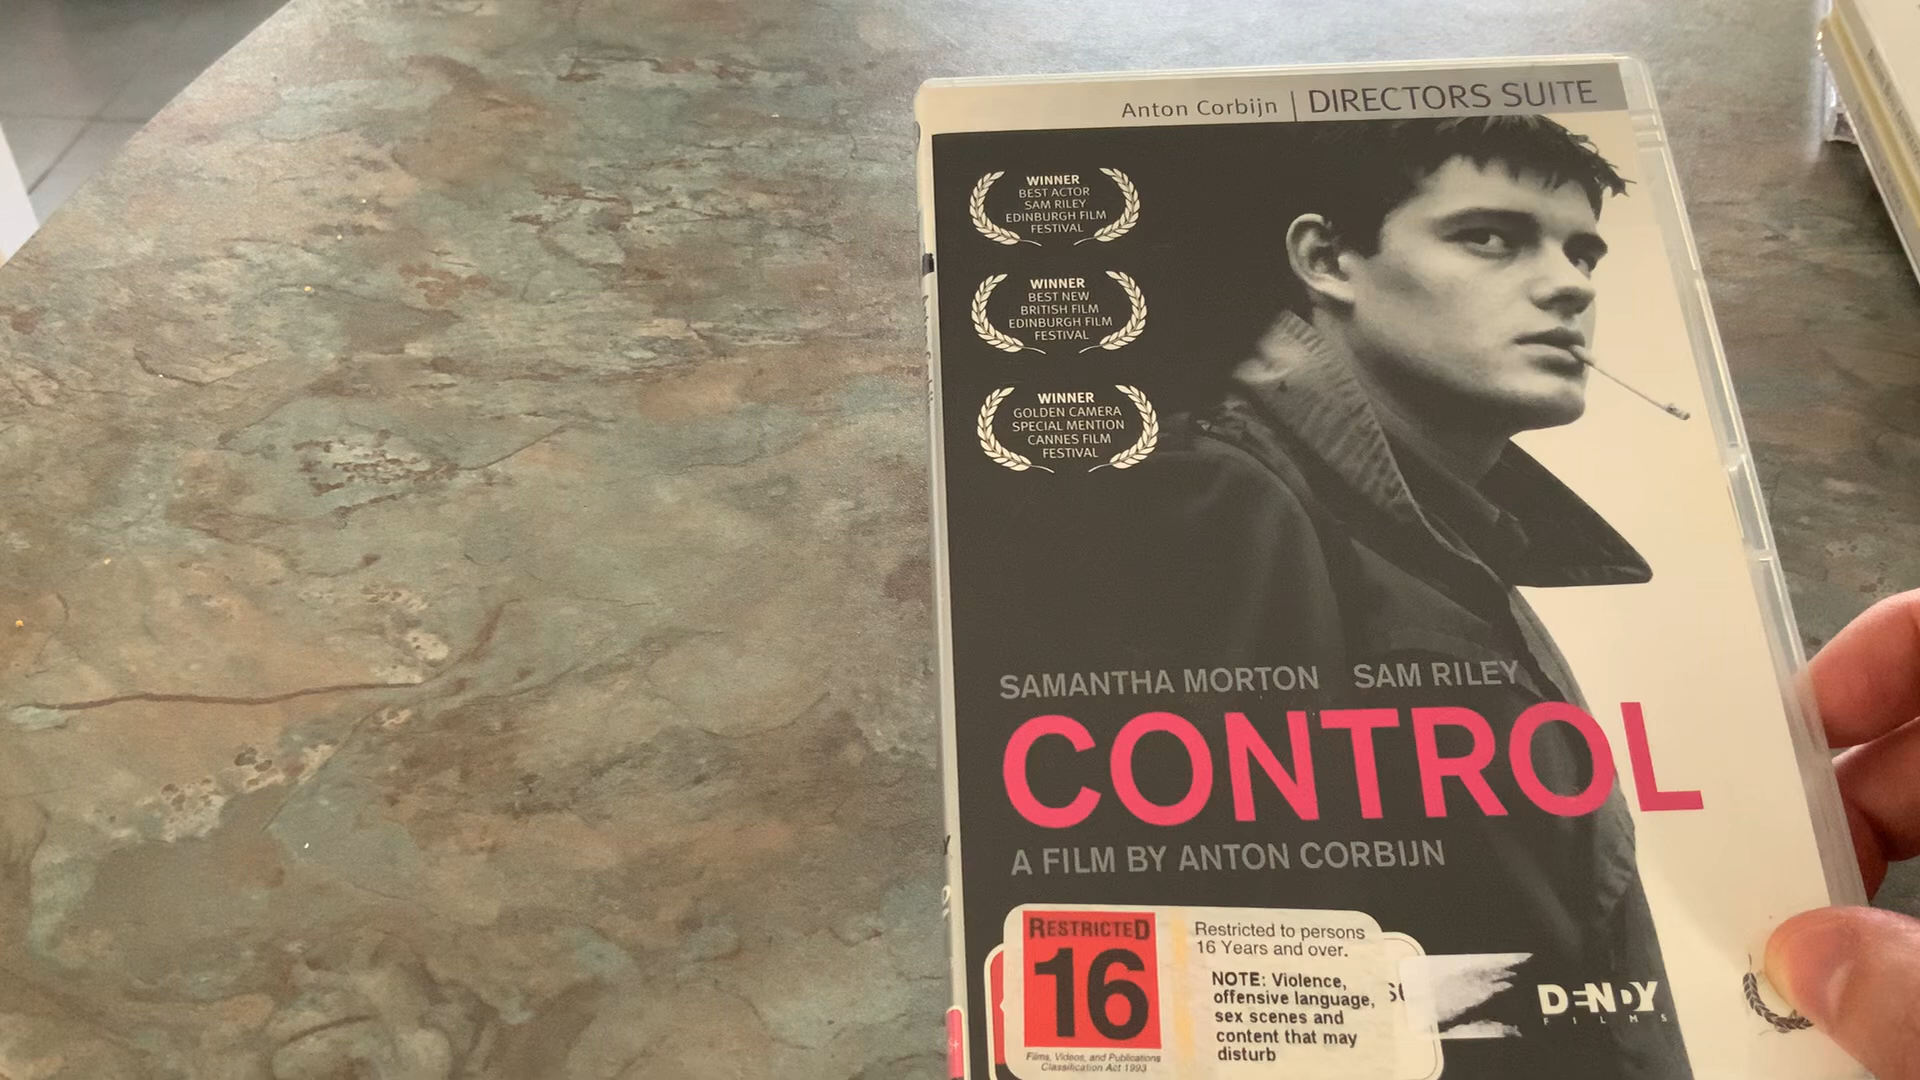 Anton Corbijn | DIRECTORS SUITE
WINNER
BEST ACTOR
SAM RILEY
EDINBURGH FILM
FESTIVAL
WINNER
BEST NEW
BRITISH FILM
EDINBURGH FILM
FESTIVAL
WINNER
GOLDEN CAMERA
SPECIAL MENTION
CANNES FILM
FESTIVAL
SAMANTHA MORTON SAM RILEY
CONTROL
A FILM BY ANTON CORBIJN
RESTRICTED
16
Films, Videos, and Publications
Classification Act 1993
Restricted to persons
16 Years and over.
NOTE: Violence,
offensive language,
sex scenes and
content that may
disturb
DENDY
FILMS